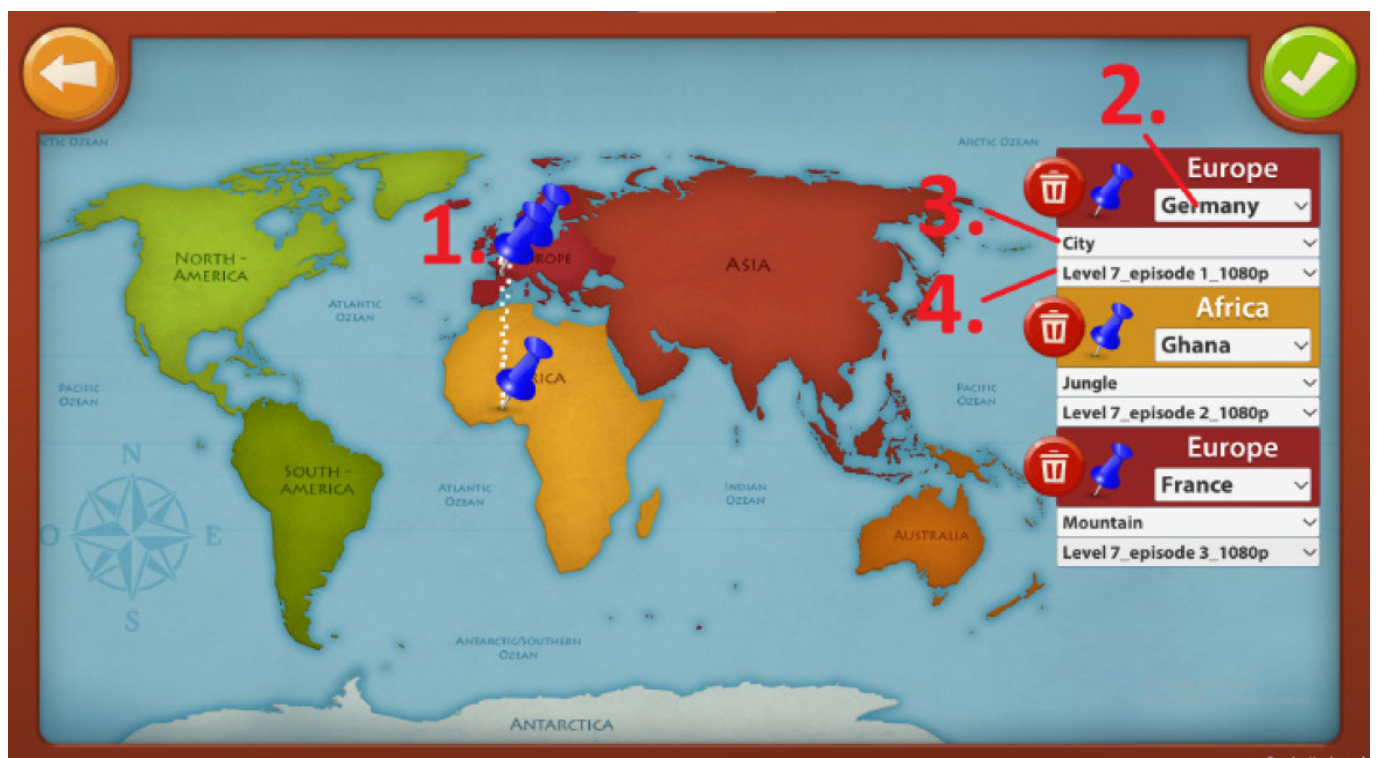 2.
ARCTIC OZEAN
Europe
Germany
3.
City
Level 7_episode 1_1080p
4.
Africa
Ghana
Jungle
Level 7_episode 2_1080p
Europe
France
Mountain
Level 7_episode 3_1080p
1.
NORTH -
AMERICA
ASIA
ATLANTIC
OZEAN
PACIFIC
OZEAN
PACIFIC
OZEAN
N
O
E
S
SOUTH -
AMERICA
ATLANTIC
OZEAN
INDIAN
OZEAN
AUSTRALIA
ANTARCTIC/SOUTHERN
OZEAN
ANTARCTICA